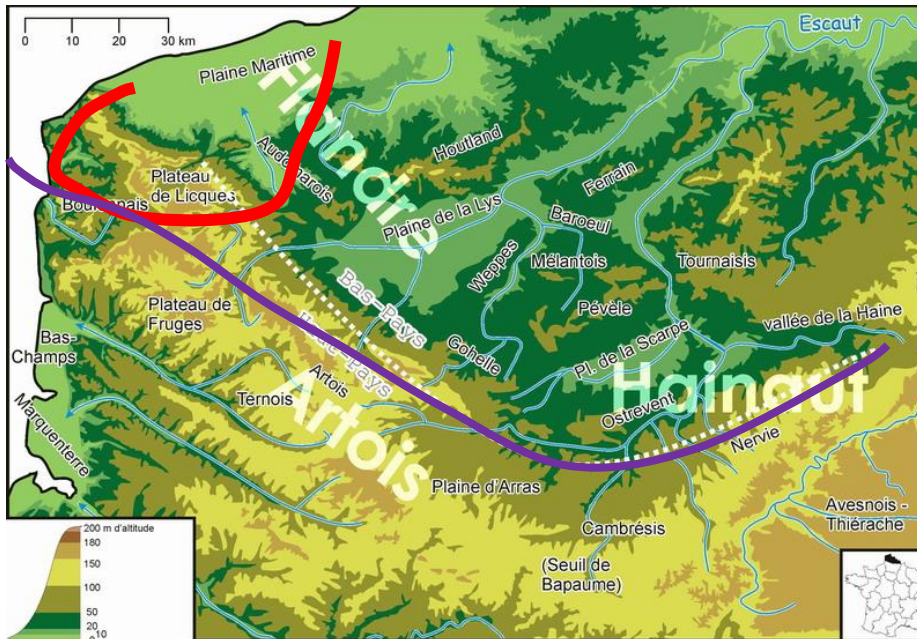 0 10 20 30 km
Escaut
Plaine Maritime
Flandre
Houtland
Audomarois
Plateau
de Licques
Ferrain
Boulonnais
Plaine de la Lys
Baroeul
Weppes
Mélantois
Tournaisis
Pévèle
Bas-Pays
Plateau de
Fruges
Haut-Pays
vallée de la Haine
Bas-
Champs
Gohelle
Pl. de la Scarpe
Hainaut
Artois
Artois
Ternois
Ostrevent
Marquenterre
Nervie
Plaine d'Arras
Avesnois -
Thiérache
Cambrésis
(Seuil de
Bapaume)
200 m d'altitude
180
150
100
50
20
10
0